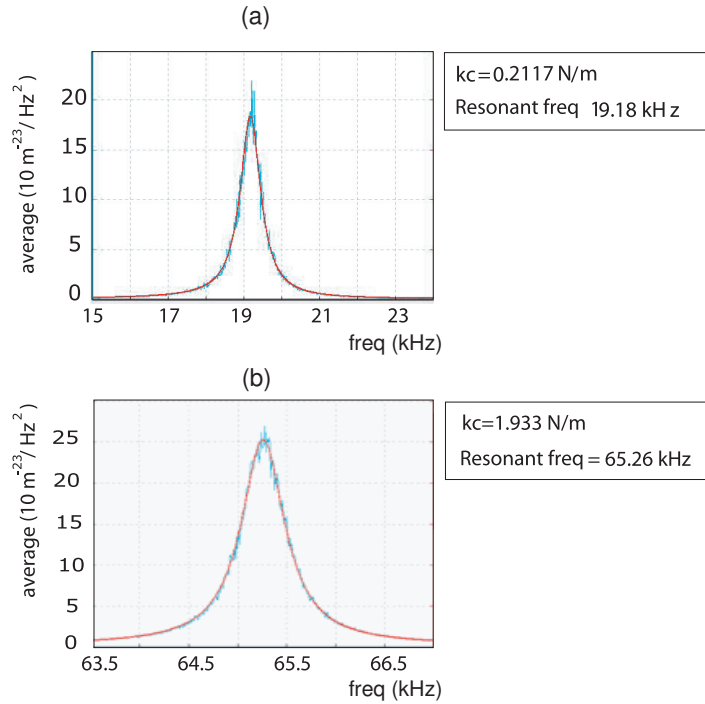 (a)
average (10 m⁻²³/ Hz²)
20
15
10
5
0
15 17 19 21 23
freq (kHz)
kc=0.2117 N/m
Resonant freq 19.18 kH z
(b)
average (10 m⁻²³/ Hz²)
25
20
15
10
5
0
63.5 64.5 65.5 66.5
freq (kHz)
kc=1.933 N/m
Resonant freq = 65.26 kHz